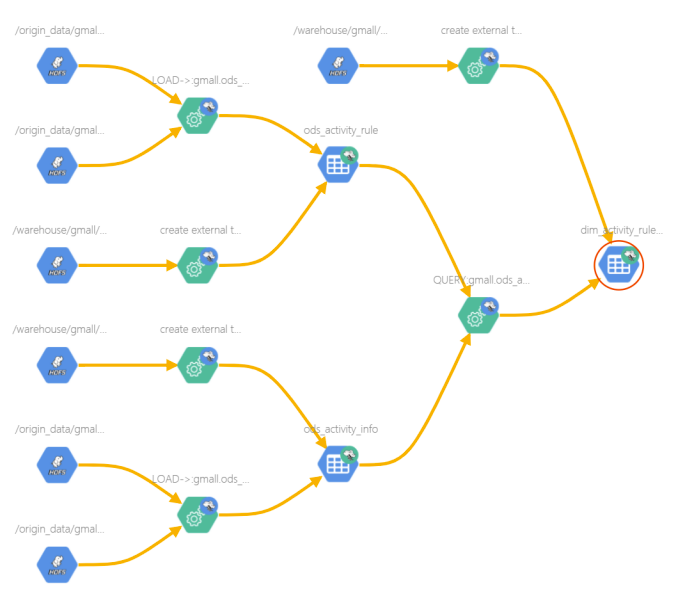 /origin_data/gmal...
/warehouse/gmall/...
create external t...
HDFS
HDFS
LOAD->:gmall.ods_...
/origin_data/gmal...
ods_activity_rule
HDFS
/warehouse/gmall/...
create external t...
dim_activity_rule...
HDFS
QUERY:gmall.ods_a...
/warehouse/gmall/...
create external t...
HDFS
/origin_data/gmal...
ods_activity_info
HDFS
LOAD->:gmall.ods_...
/origin_data/gmal...
HDFS